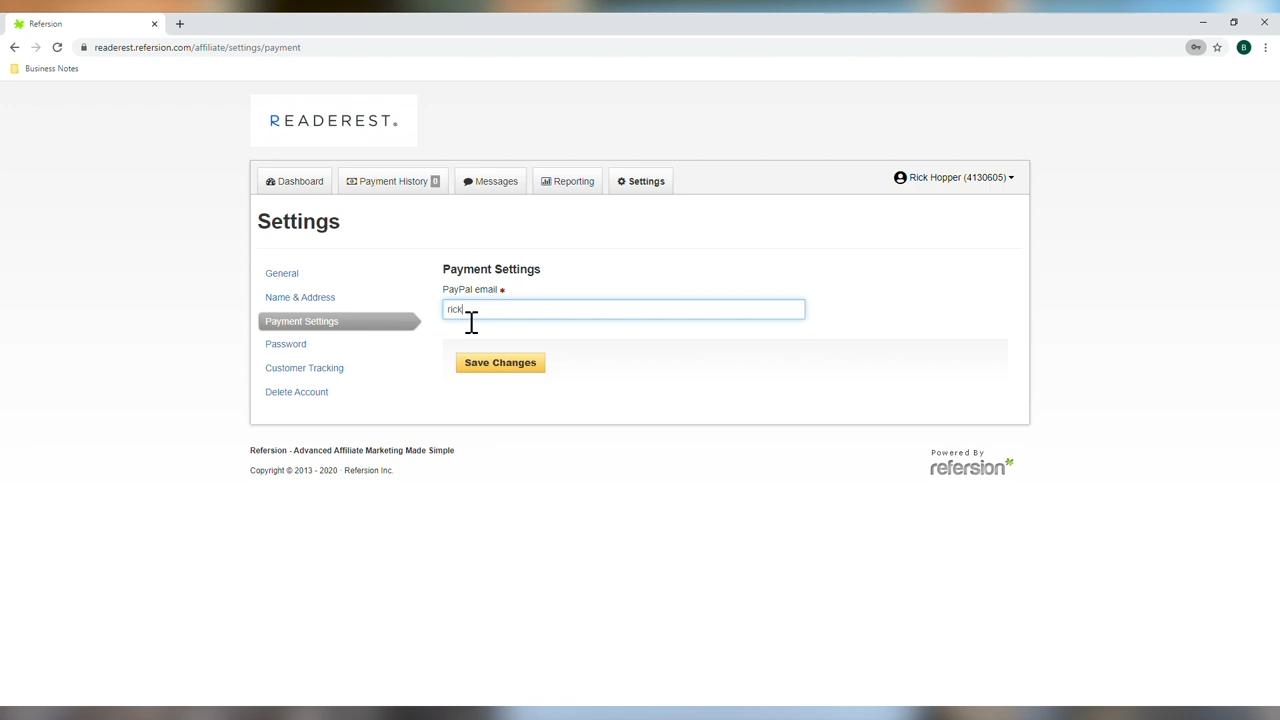 Refersion
readerest.refersion.com/affiliate/settings/payment
B
Business Notes
READEREST.
Dashboard Payment History 0 Messages Reporting Settings Rick Hopper (4130605)
Settings
General
Name & Address
Payment Settings
Password
Customer Tracking
Delete Account
Payment Settings
PayPal email *
rick
Save Changes
Refersion - Advanced Affiliate Marketing Made Simple
Copyright © 2013 - 2020 · Refersion Inc.
Powered By
refersion